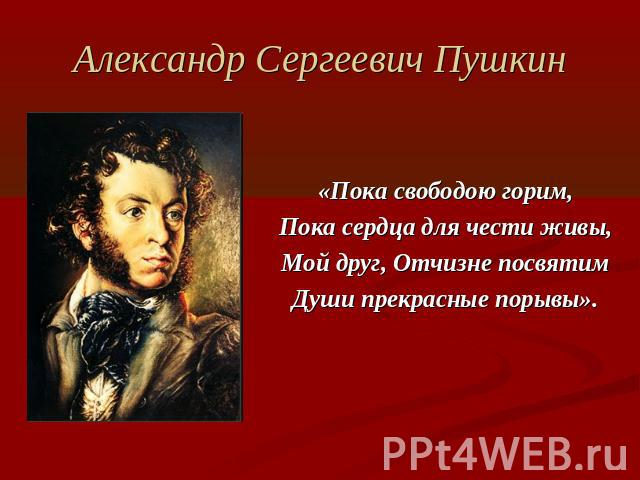 Александр Сергеевич Пушкин
«Пока свободою горим,
Пока сердца для чести живы,
Мой друг, Отчизне посвятим
Души прекрасные порывы».
PPt4WEB.ru